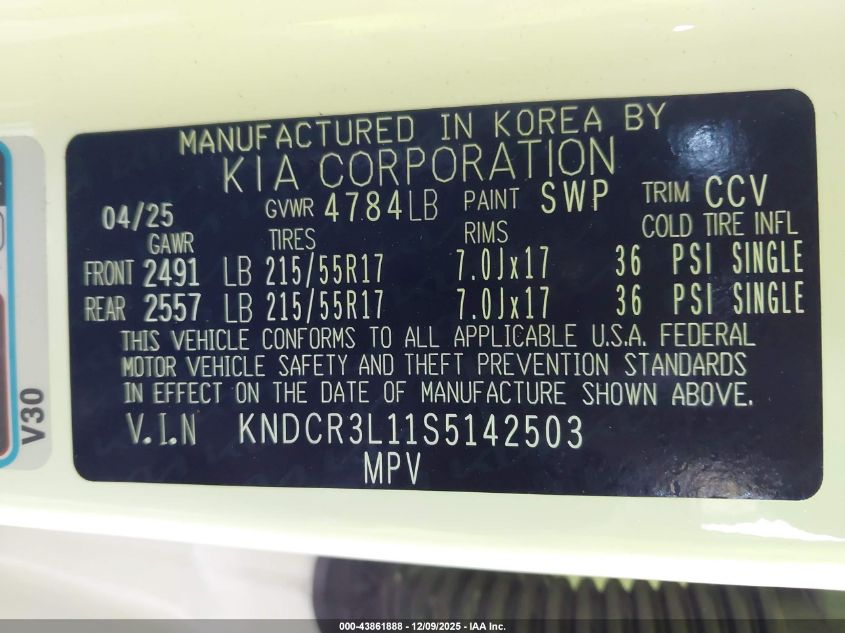 MANUFACTURED IN KOREA BY
KIA CORPORATION
04/25 GVWR 4784LB PAINT SWP TRIM CCV
GAWR TIRES RIMS COLD TIRE INFL
FRONT 2491 LB 215/55R17 7.0Jx17 36 PSI SINGLE
REAR 2557 LB 215/55R17 7.0Jx17 36 PSI SINGLE
THIS VEHICLE CONFORMS TO ALL APPLICABLE U.S.A. FEDERAL
MOTOR VEHICLE SAFETY AND THEFT PREVENTION STANDARDS
IN EFFECT ON THE DATE OF MANUFACTURE SHOWN ABOVE.
V.I.N KNDCR3L11S5142503
MPV
V30
000-43861888 - 12/09/2025 - IAA Inc.